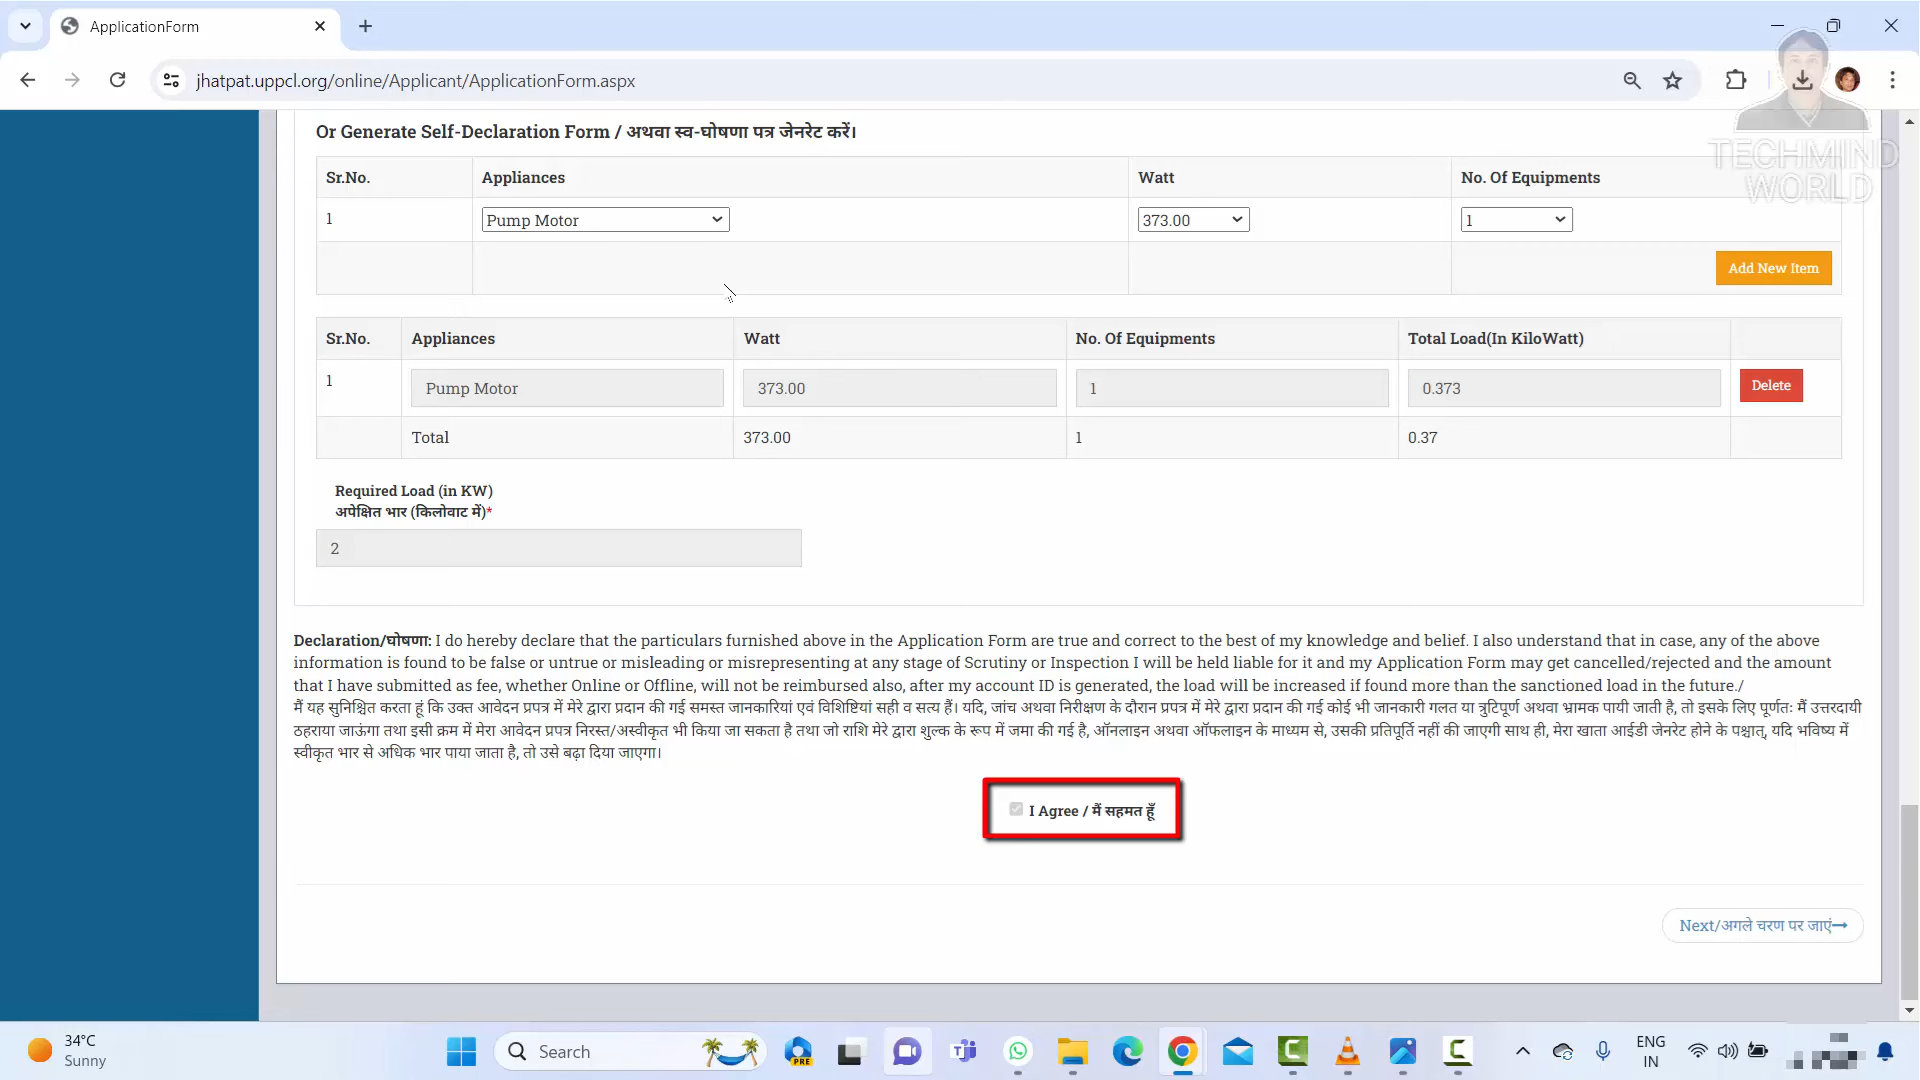 ApplicationForm
jhatpat.uppcl.org/online/Applicant/ApplicationForm.aspx
TECHMIND
WORLD
Or Generate Self-Declaration Form / अथवा स्व-घोषणा पत्र जेनरेट करें।
Sr.No. Appliances Watt No. Of Equipments
1 Pump Motor 373.00 1
Add New Item
Sr.No. Appliances Watt No. Of Equipments Total Load(In KiloWatt)
1 Pump Motor 373.00 1 0.373 Delete
Total 373.00 1 0.37
Required Load (in KW)
अपेक्षित भार (किलोवाट में)*
2
Declaration/घोषणा: I do hereby declare that the particulars furnished above in the Application Form are true and correct to the best of my knowledge and belief. I also understand that in case, any of the above
information is found to be false or untrue or misleading or misrepresenting at any stage of Scrutiny or Inspection I will be held liable for it and my Application Form may get cancelled/rejected and the amount
that I have submitted as fee, whether Online or Offline, will not be reimbursed also, after my account ID is generated, the load will be increased if found more than the sanctioned load in the future./
मैं यह सुनिश्चित करता हूं कि उक्त आवेदन प्रपत्र में मेरे द्वारा प्रदान की गई समस्त जानकारियां एवं विशिष्टियां सही व सत्य हैं। यदि, जांच अथवा निरीक्षण के दौरान प्रपत्र में मेरे द्वारा प्रदान की गई कोई भी जानकारी गलत या त्रुटिपूर्ण अथवा भ्रामक पायी जाती है, तो इसके लिए पूर्णतः मैं उत्तरदायी
ठहराया जाऊंगा तथा इसी क्रम में मेरा आवेदन प्रपत्र निरस्त/अस्वीकृत भी किया जा सकता है तथा जो राशि मेरे द्वारा शुल्क के रूप में जमा की गई है, ऑनलाइन अथवा ऑफलाइन के माध्यम से, उसकी प्रतिपूर्ति नहीं की जाएगी साथ ही, मेरा खाता आईडी जेनरेट होने के पश्चात्, यदि भविष्य में
स्वीकृत भार से अधिक भार पाया जाता है, तो उसे बढ़ा दिया जाएगा।
I Agree / मैं सहमत हूँ
Next/अगले चरण पर जाएं
34°C
Sunny
Search
PRE
ENG
IN